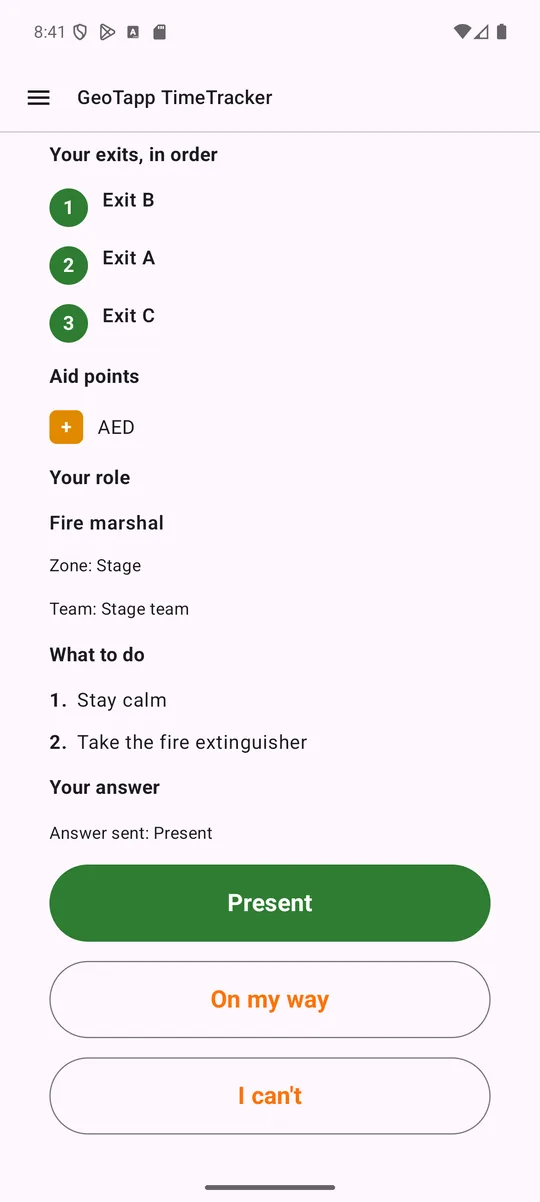 8:41
GeoTapp TimeTracker
Your exits, in order
1 Exit B
2 Exit A
3 Exit C
Aid points
+ AED
Your role
Fire marshal
Zone: Stage
Team: Stage team
What to do
1. Stay calm
2. Take the fire extinguisher
Your answer
Answer sent: Present
Present
On my way
I can't